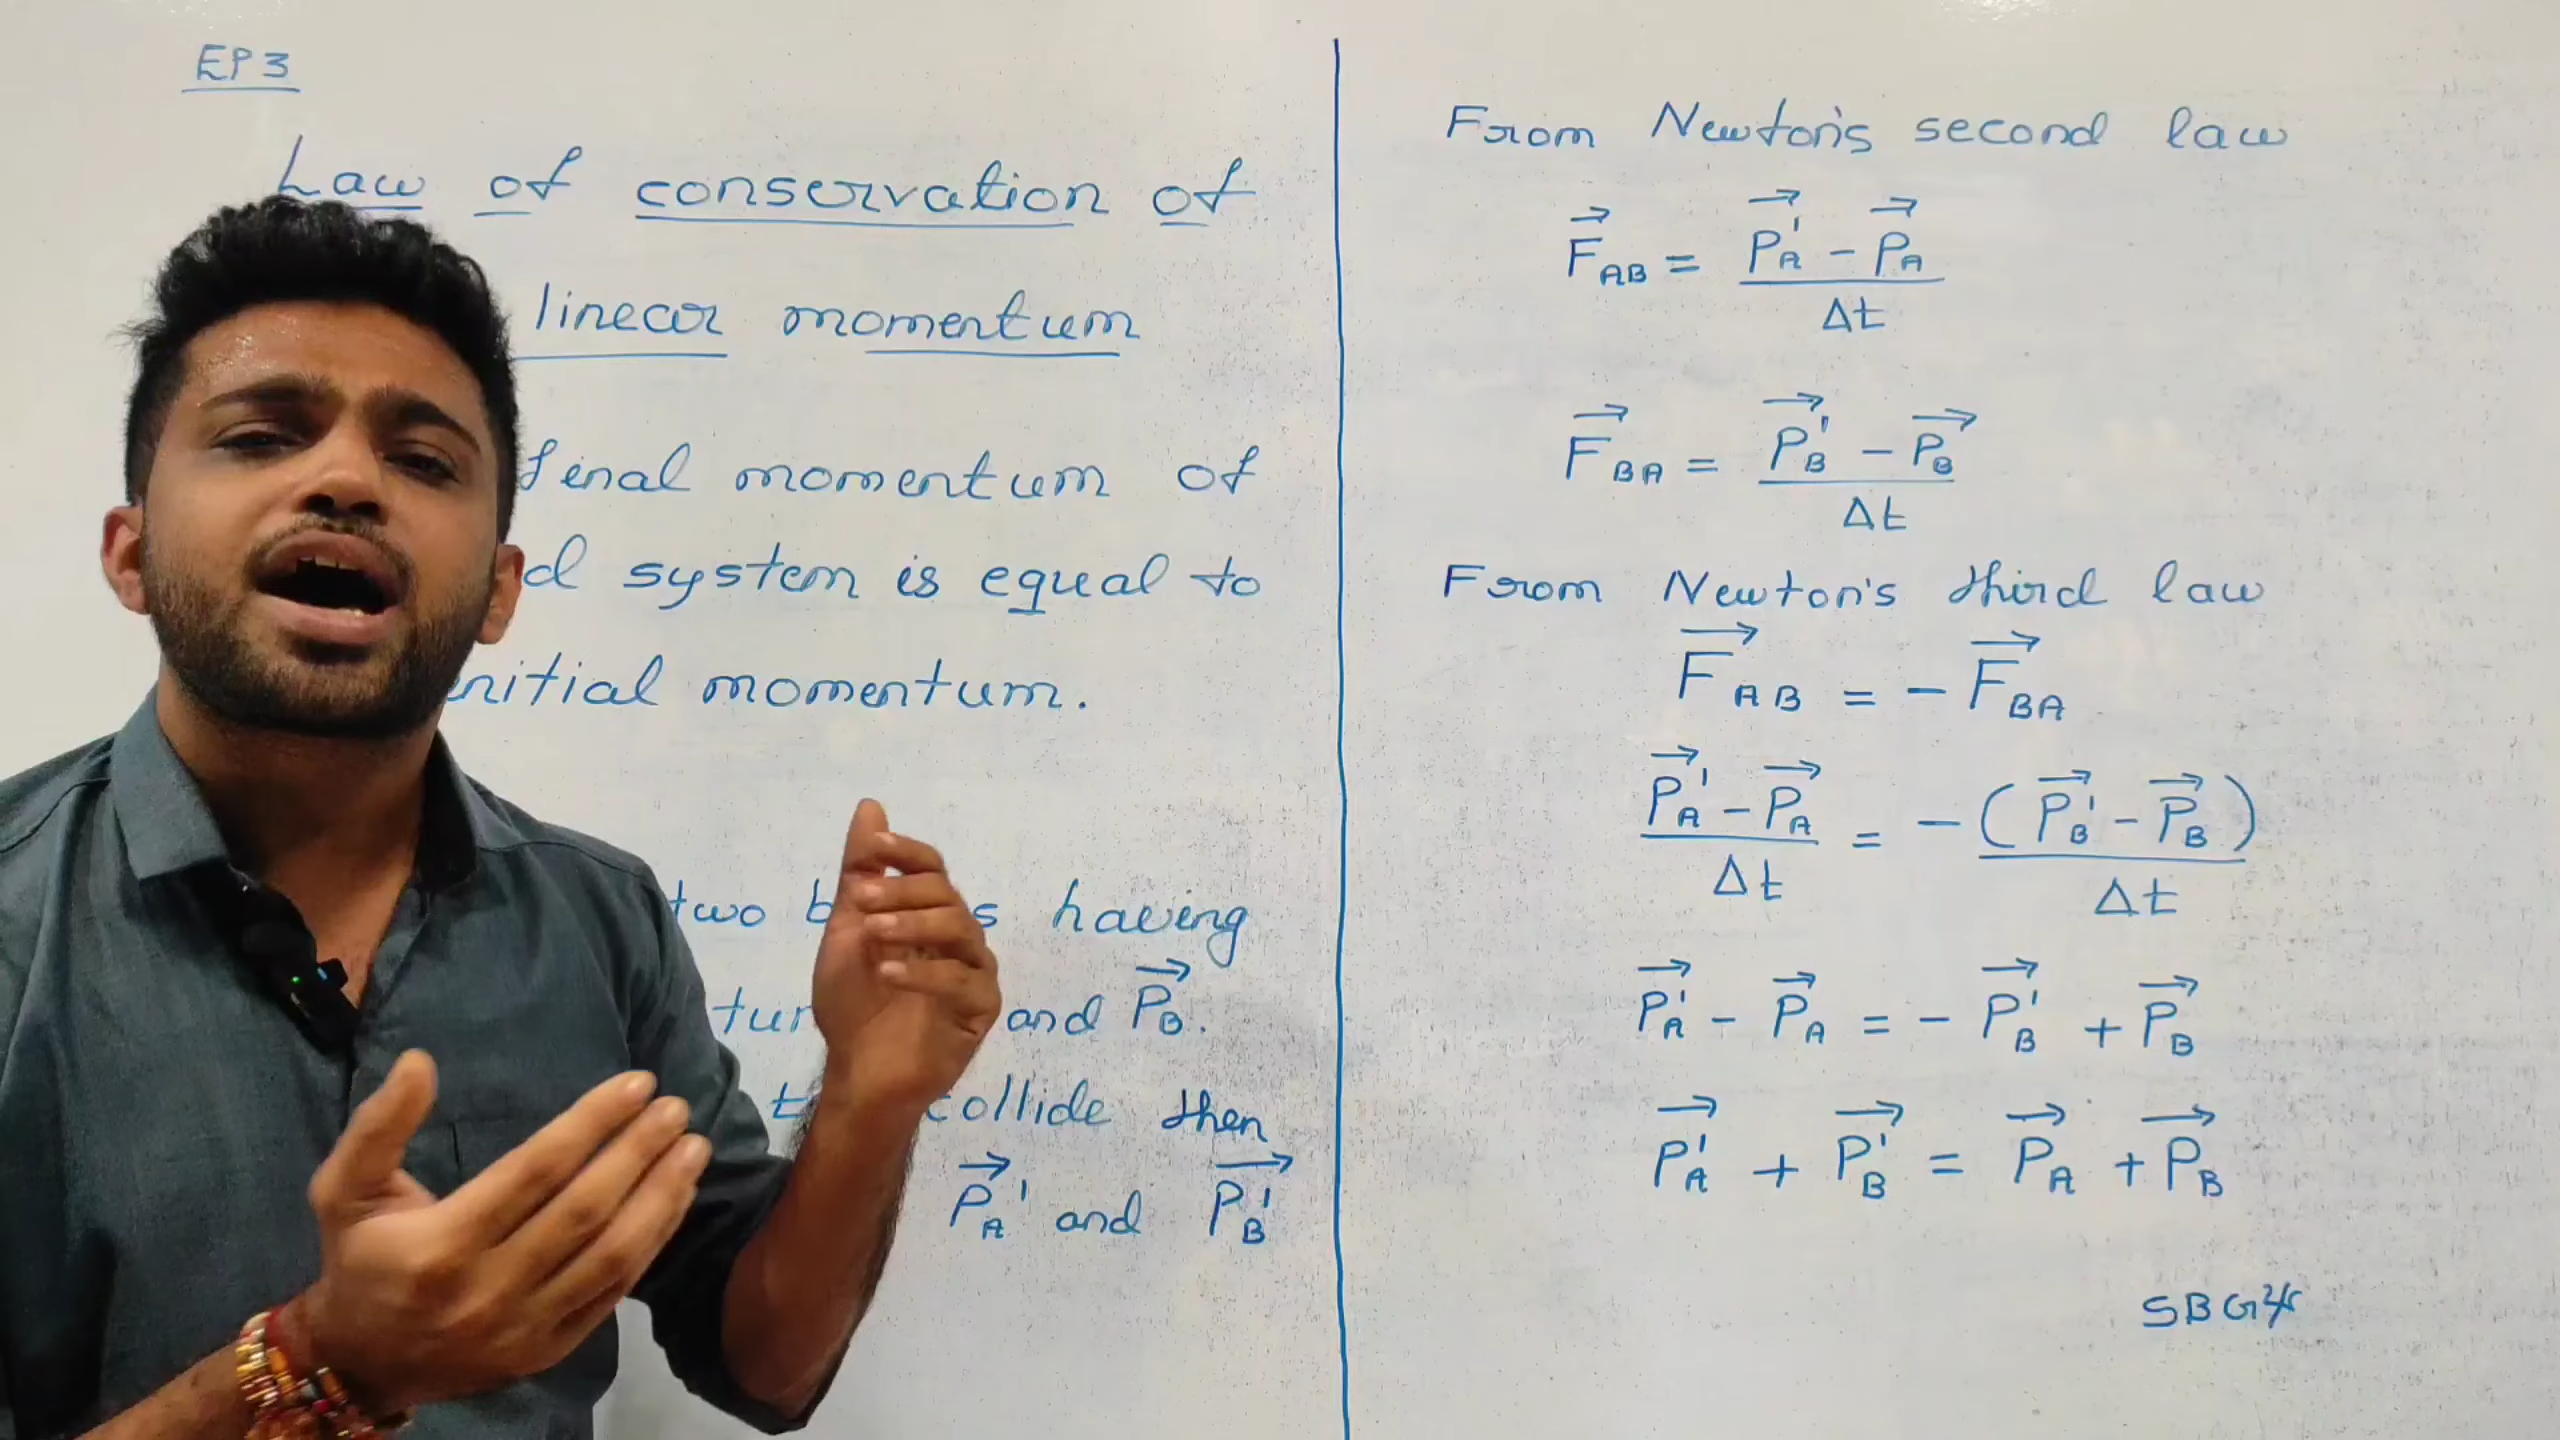 EP3
Law of conservation of
linear momentum
final momentum of
system is equal to
initial momentum.
two having
and P⃗B.
collide then
P⃗A' and P⃗B'
From Newton's second law
F⃗AB = (P⃗A' - P⃗A) / Δt
F⃗BA = (P⃗B' - P⃗B) / Δt
From Newton's third law
F⃗AB = - F⃗BA
(P⃗A' - P⃗A) / Δt = - (P⃗B' - P⃗B) / Δt
P⃗A' - P⃗A = - P⃗B' + P⃗B
P⃗A' + P⃗B' = P⃗A + P⃗B